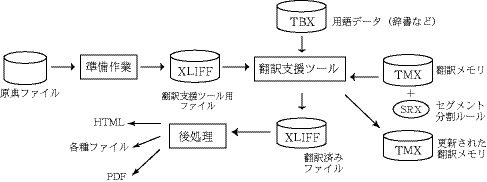 TBX
用語データ（辞書など）
原典ファイル
準備作業
XLIFF
翻訳支援ツール用
ファイル
翻訳支援ツール
TMX
翻訳メモリ
+
SRX
セグメント
分割ルール
HTML
各種ファイル
PDF
後処理
XLIFF
翻訳済み
ファイル
TMX
更新された
翻訳メモリ